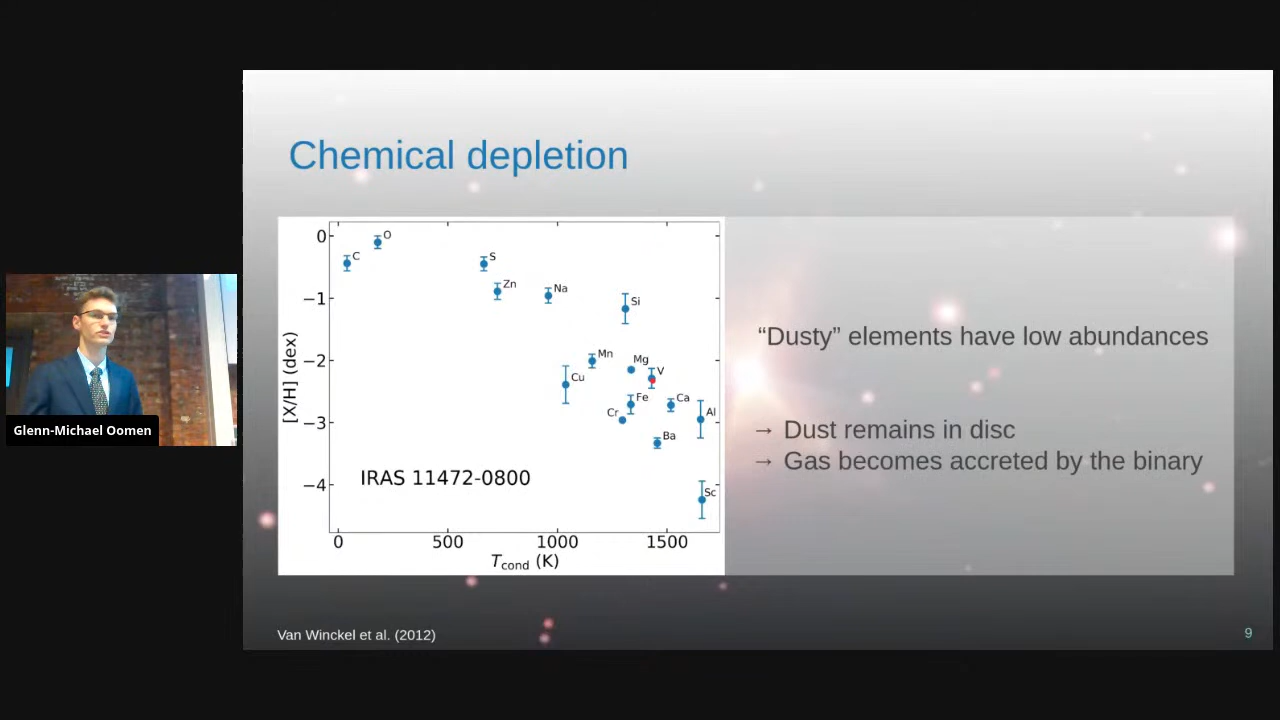 Chemical depletion
0
−1
−2
−3
−4
[X/H] (dex)
C
O
S
Zn
Na
Si
Mn
Cu
Mg
V
Fe
Cr
Ca
Al
Ba
Sc
IRAS 11472-0800
0 500 1000 1500
Tcond (K)
“Dusty” elements have low abundances
→ Dust remains in disc
→ Gas becomes accreted by the binary
Glenn-Michael Oomen
Van Winckel et al. (2012)
9